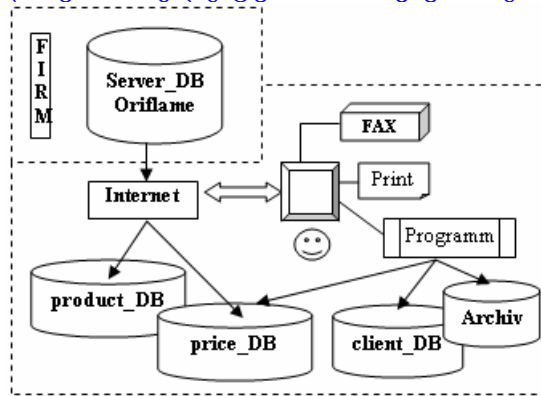 F
I
R
M
Server_DB
Oriflame
FAX
Print
Internet
Programm
product_DB
price_DB
client_DB
Archiv